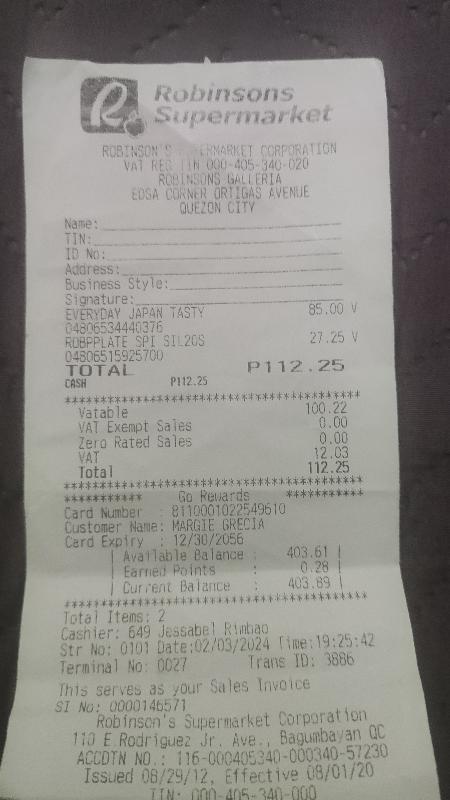 R
Robinsons
Supermarket
ROBINSON'S SUPERMARKET CORPORATION
VAT REG TIN 000-405-340-020
ROBINSONS GALLERIA
EDSA CORNER ORTIGAS AVENUE
QUEZON CITY
Name:
TIN:
ID No:
Address:
Business Style:
Signature:
EVERYDAY JAPAN TASTY 85.00 V
04806534440376
ROBPPLATE SPI SIL20S 27.25 V
04806515925700
TOTAL P112.25
CASH P112.25
************************************
Vatable 100.22
VAT Exempt Sales 0.00
Zero Rated Sales 0.00
VAT 12.03
Total 112.25
************************************
*********** Go Rewards ***********
Card Number : 8110001022549610
Customer Name: MARGIE GRECIA
Card Expiry : 12/30/2056
| Available Balance : 403.61 |
| Earned Points : 0.28 |
| Current Balance : 403.89 |
************************************
Total Items: 2
Cashier: 649 Jessabel Rimbao
Str No: 0101 Date:02/03/2024 Time:19:25:42
Terminal No: 0027 Trans ID: 3886
This serves as your Sales Invoice
SI No: 0000146571
Robinson's Supermarket Corporation
110 E.Rodriguez Jr. Ave., Bagumbayan QC
ACCDTN NO.: 116-000405340-000340-57230
Issued 08/29/12, Effective 08/01/20
TIN: 000-405-340-000